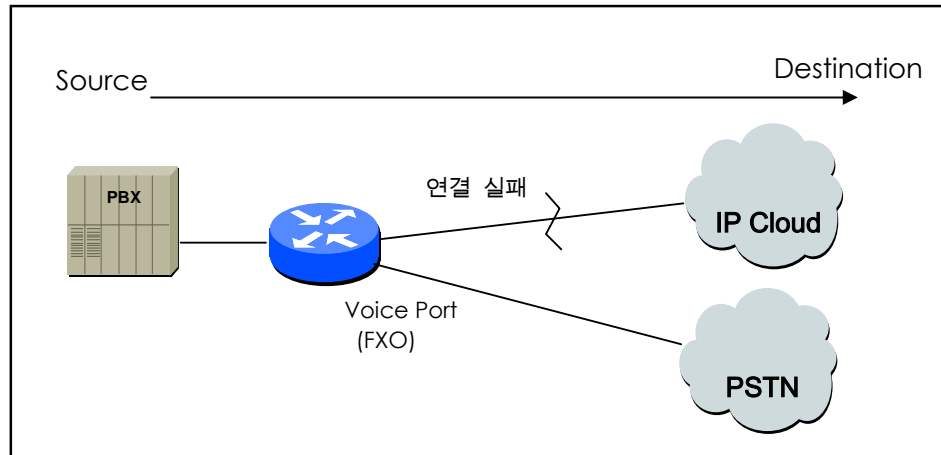 Source
Destination
PBX
연결 실패
IP Cloud
Voice Port
(FXO)
PSTN